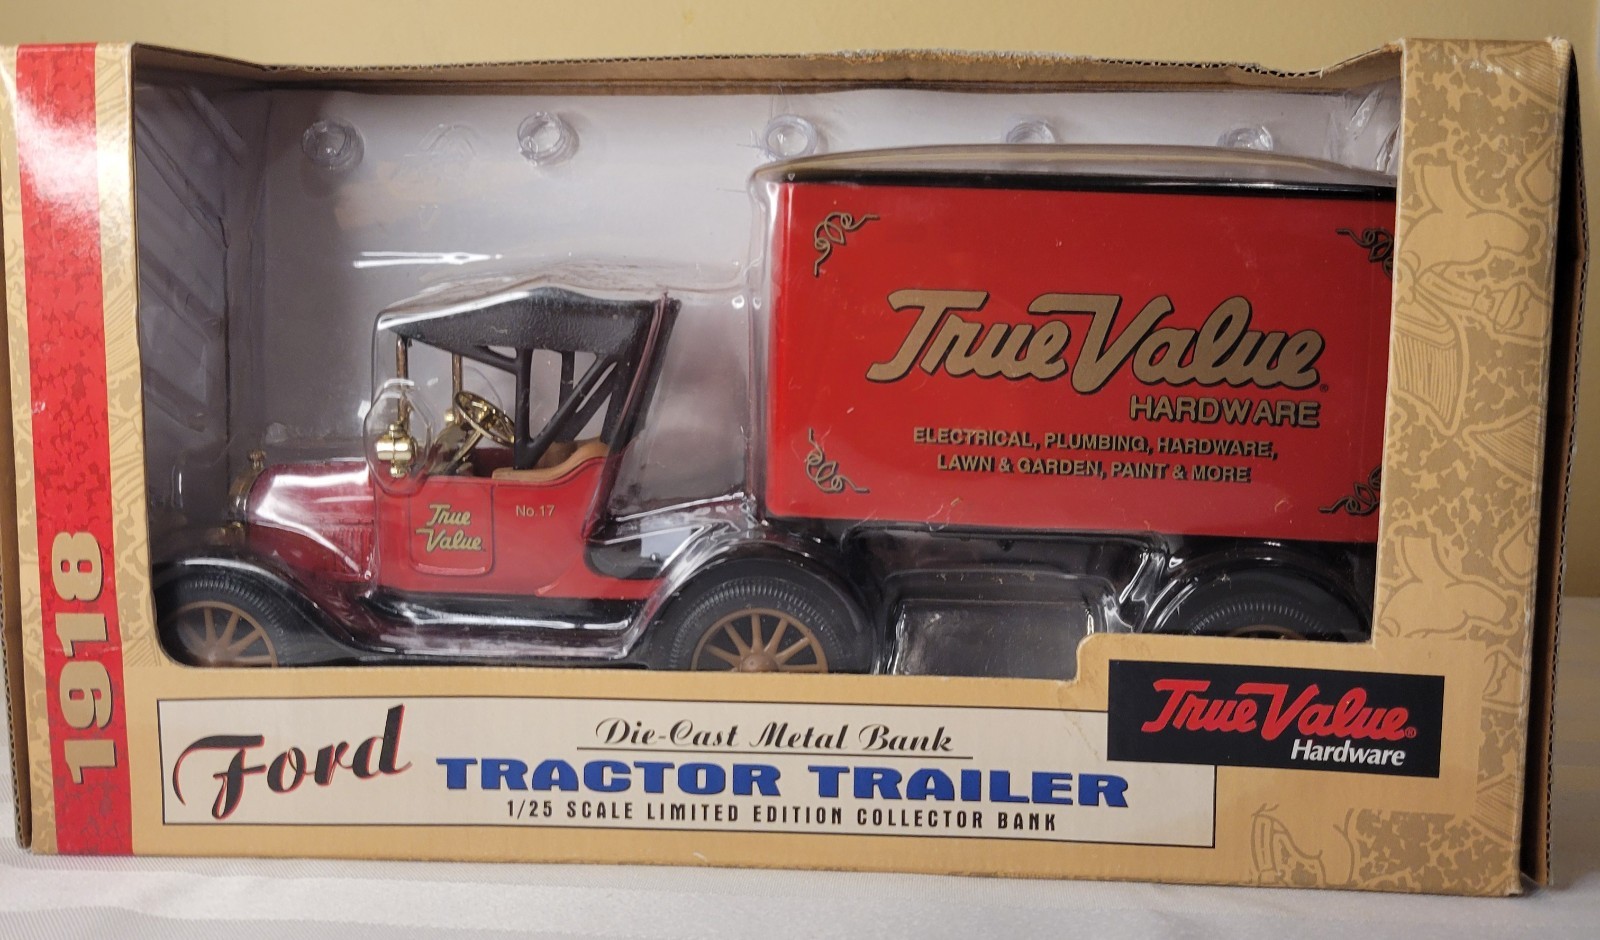 1918
True Value®
HARDWARE
ELECTRICAL, PLUMBING, HARDWARE,
LAWN & GARDEN, PAINT & MORE
True
Value
No. 17
Ford
Die-Cast Metal Bank
TRACTOR TRAILER
1/25 SCALE LIMITED EDITION COLLECTOR BANK
True Value®
Hardware